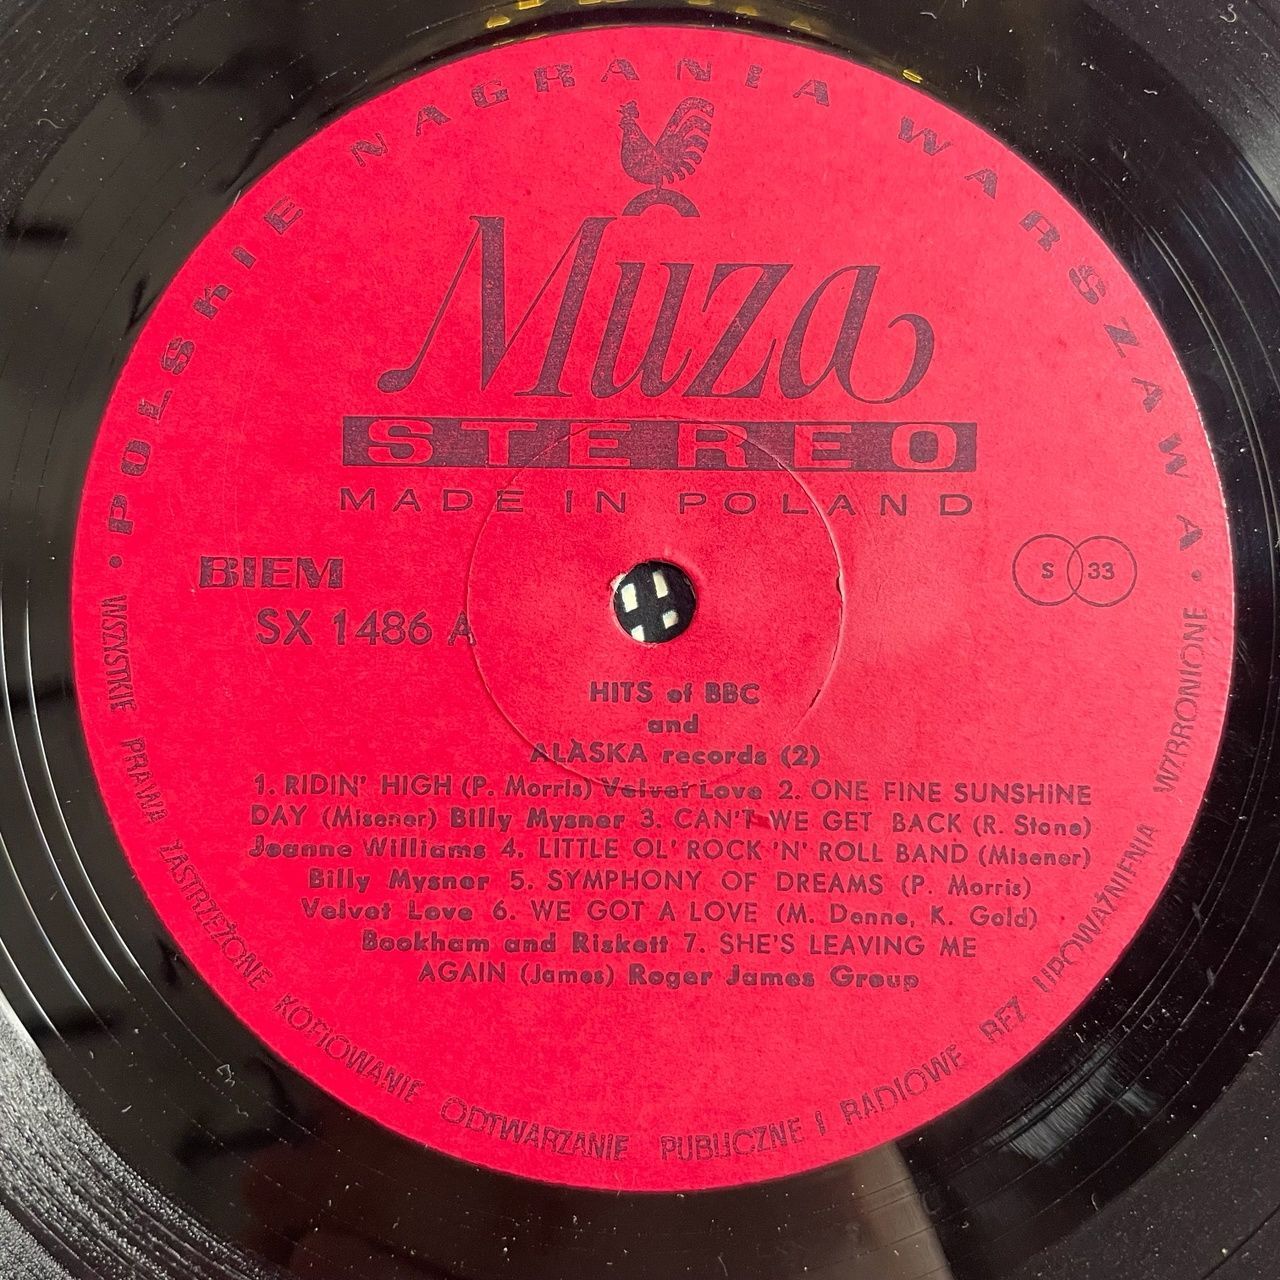 • POLSKIE NAGRANIA WARSZAWA •
Muza
STEREO
MADE IN POLAND
BIEM
S 33
SX 1486 A
HITS of BBC
and
ALASKA records (2)
1. RIDIN' HIGH (P. Morris) Velvet Love 2. ONE FINE SUNSHINE
DAY (Misener) Billy Mysner 3. CAN'T WE GET BACK (R. Stone)
Jeanne Williams 4. LITTLE OL' ROCK 'N' ROLL BAND (Misener)
Billy Mysner 5. SYMPHONY OF DREAMS (P. Morris)
Velvet Love 6. WE GOT A LOVE (M. Denne, K. Gold)
Bookham and Riskett 7. SHE'S LEAVING ME
AGAIN (James) Roger James Group
WSZYSTKIE PRAWA ZASTRZEŻONE KOPIOWANIE ODTWARZANIE PUBLICZNE I RADIOWE BEZ UPOWAŻNIENIA WZBRONIONE